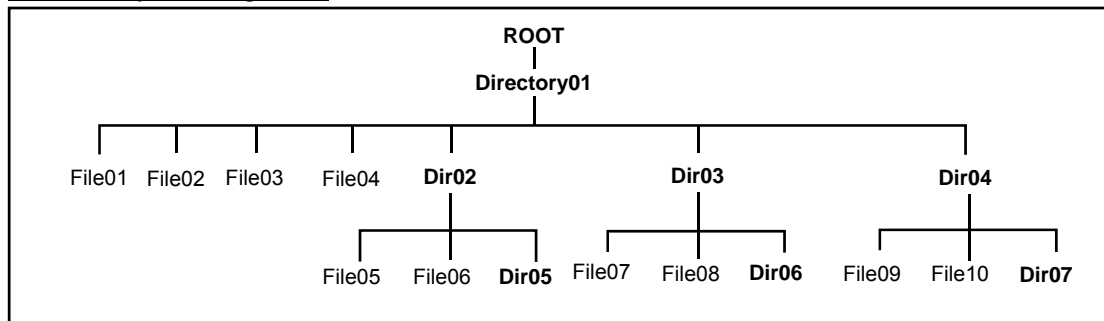 ROOT
Directory01
File01 File02 File03 File04 Dir02 Dir03 Dir04
File05 File06 Dir05 File07 File08 Dir06 File09 File10 Dir07